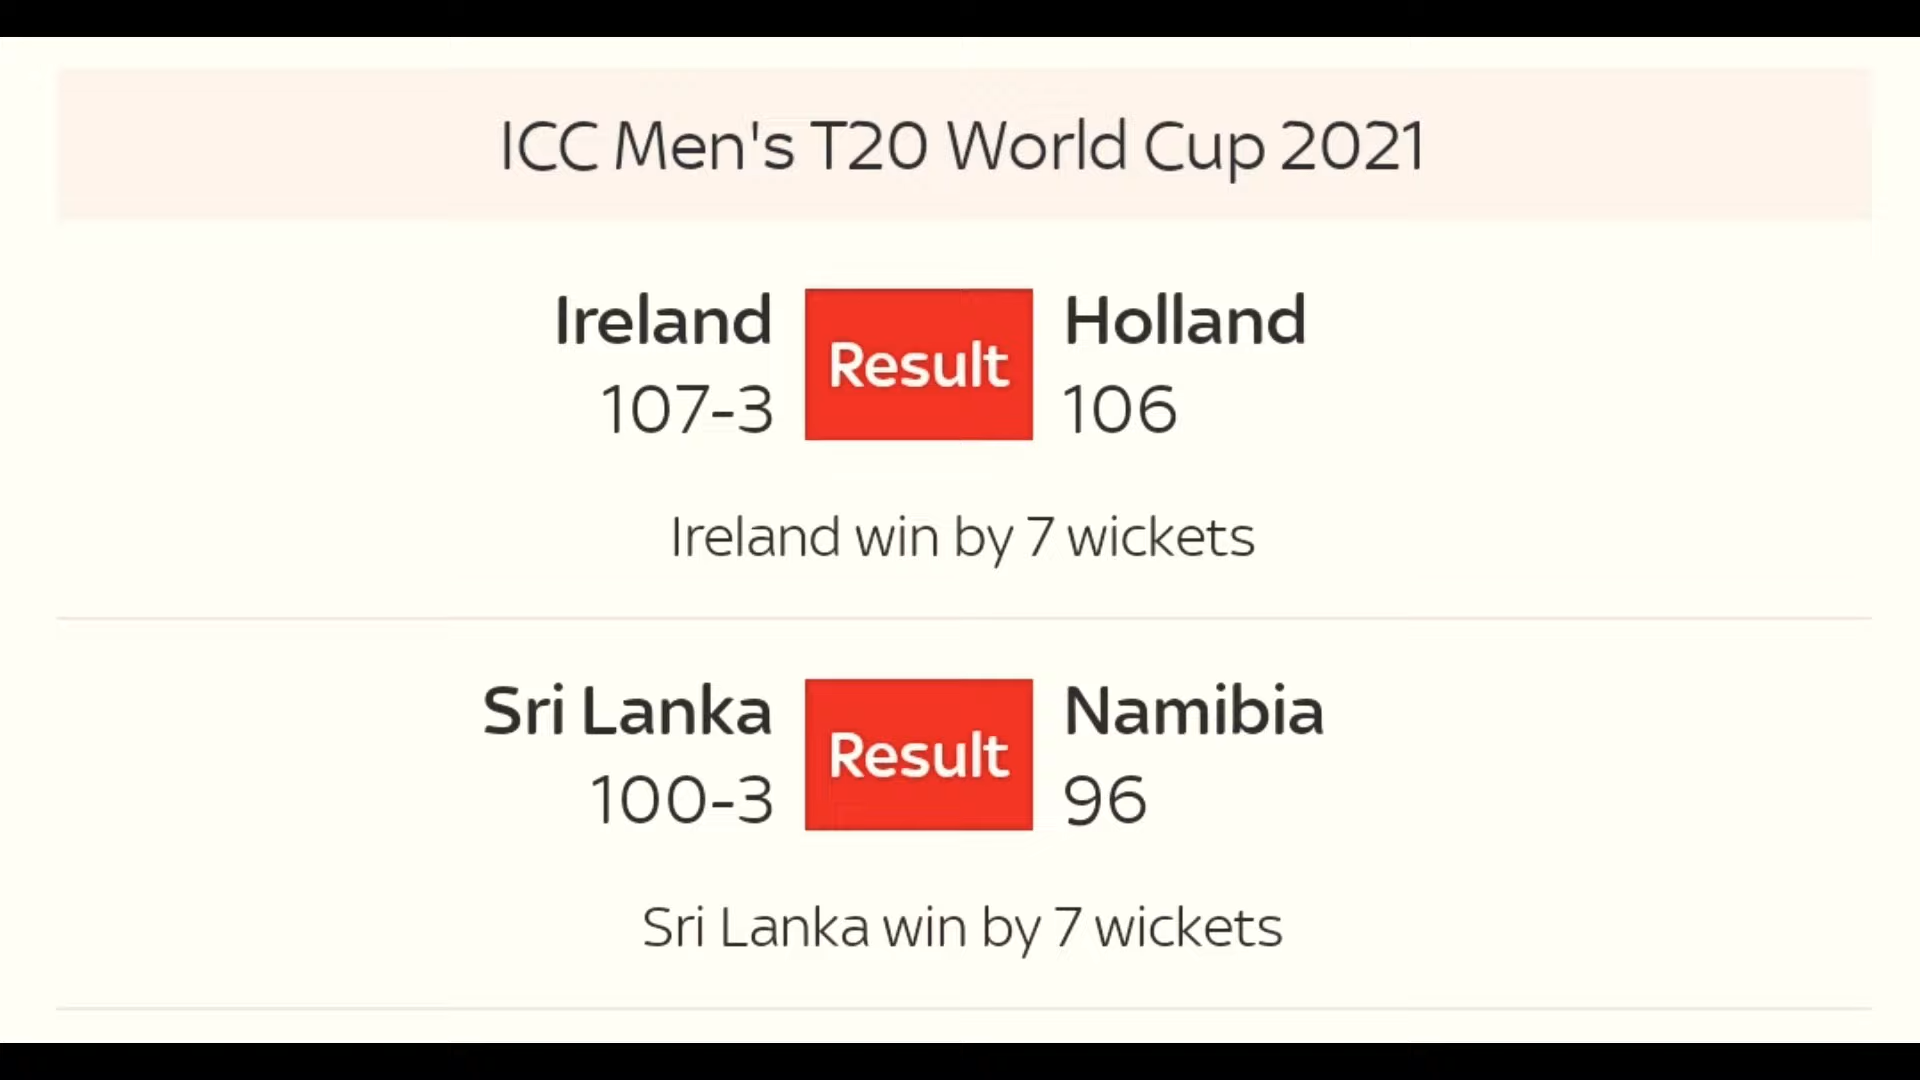 ICC Men's T20 World Cup 2021
Ireland Result Holland
107-3 106
Ireland win by 7 wickets
Sri Lanka Result Namibia
100-3 96
Sri Lanka win by 7 wickets